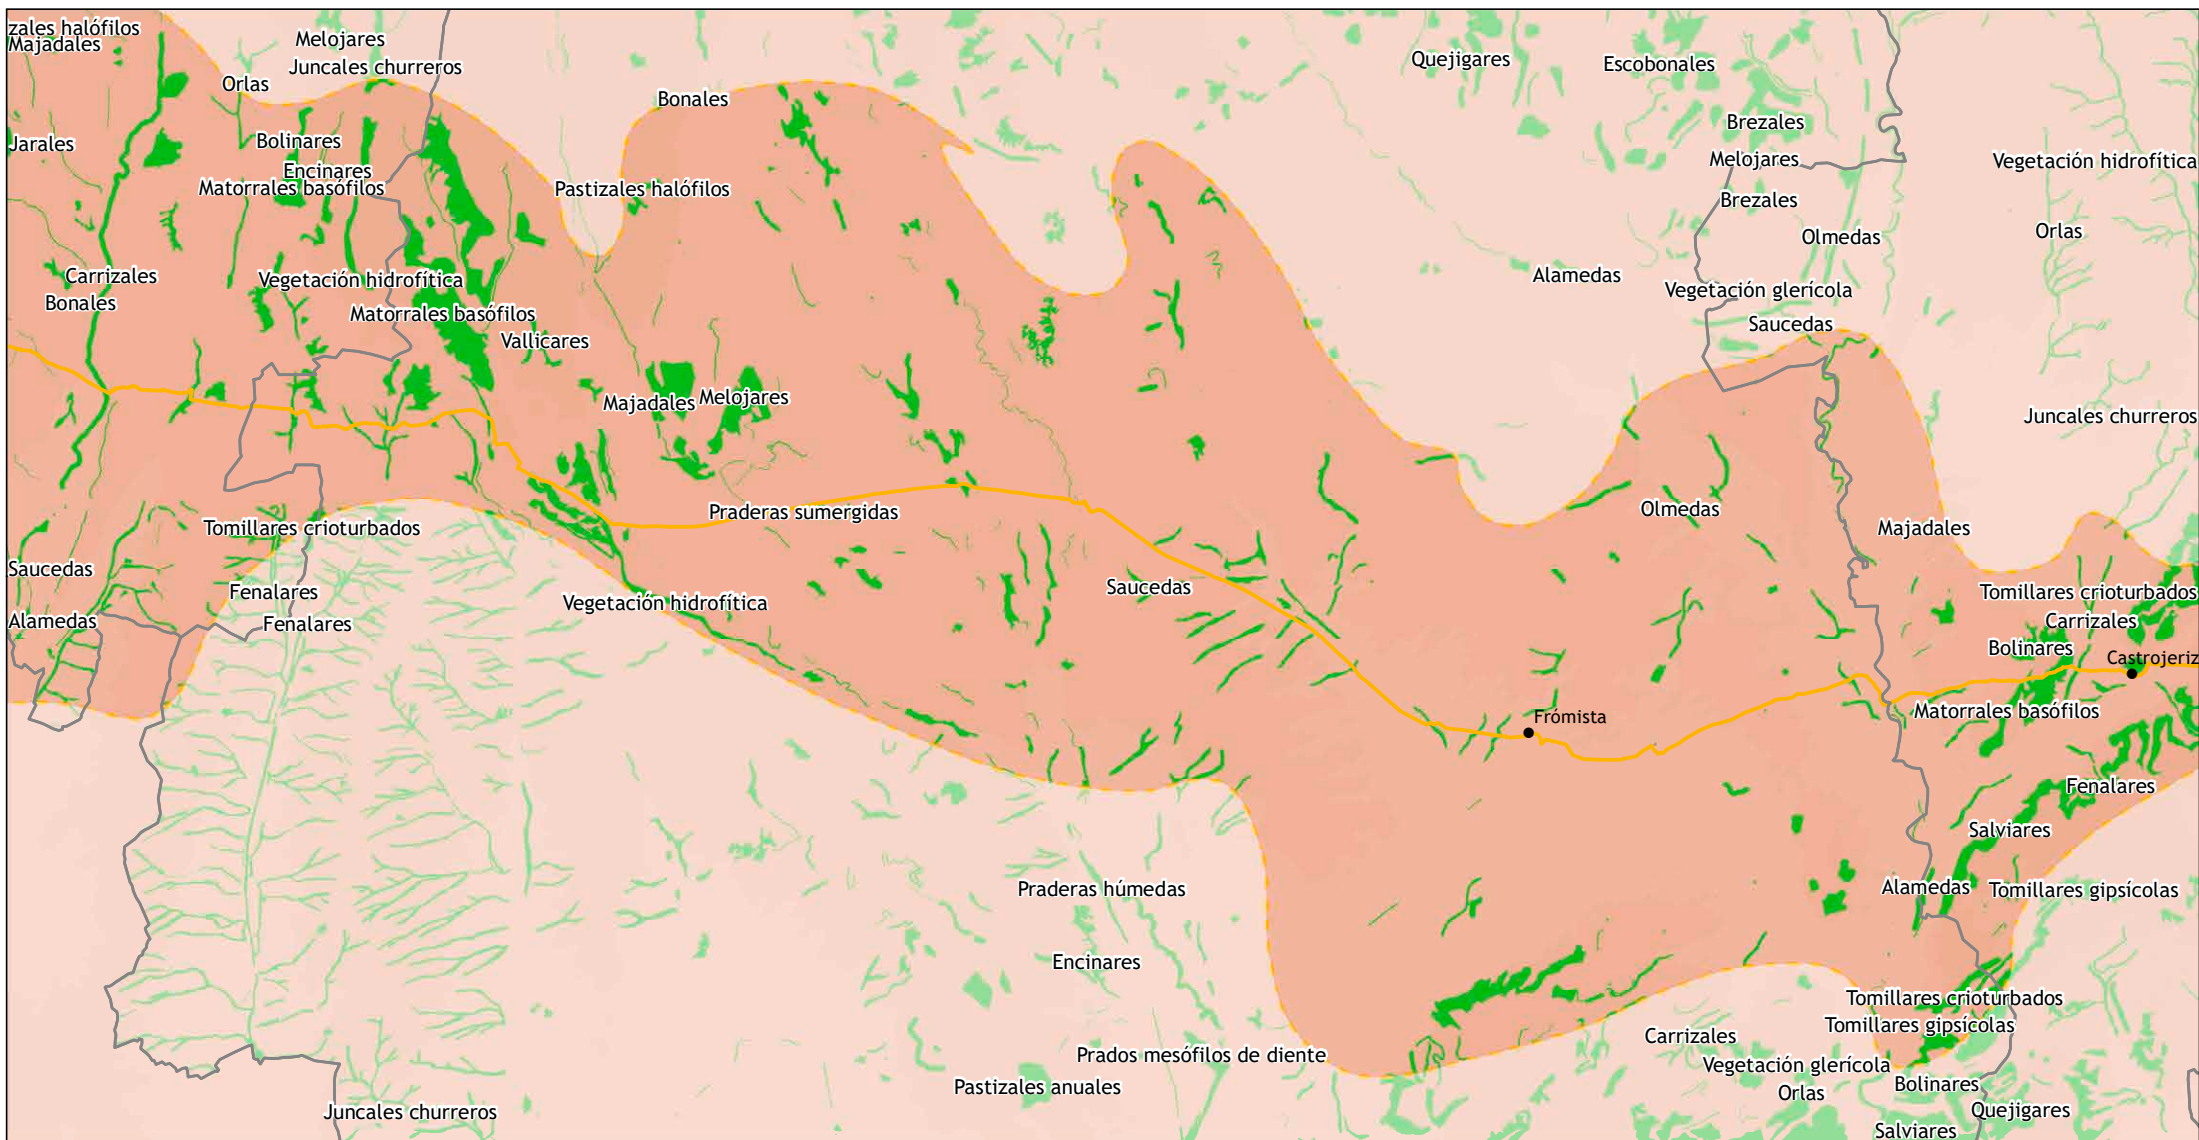 zales halófilos
Majadales
Melojares
Juncales churreros
Orlas
Bonales
Quejigares
Escobonales
Brezales
Jarales
Bolinares
Encinares
Matorrales basófilos
Pastizales halófilos
Melojares
Vegetación hidrofítica
Brezales
Orlas
Olmedas
Carrizales
Bonales
Vegetación hidrofítica
Alamedas
Vegetación glerícola
Matorrales basófilos
Saucedas
Vallicares
Majadales
Melojares
Juncales churreros
Praderas sumergidas
Olmedas
Tomillares crioturbados
Majadales
Saucedas
Fenalares
Saucedas
Tomillares crioturbados
Vegetación hidrofítica
Alamedas
Fenalares
Carrizales
Bolinares
Castrojeriz
Matorrales basófilos
Frómista
Fenalares
Salviares
Praderas húmedas
Alamedas
Tomillares gipsícolas
Encinares
Tomillares crioturbados
Tomillares gipsícolas
Carrizales
Prados mesófilos de diente
Vegetación glerícola
Pastizales anuales
Orlas
Bolinares
Juncales churreros
Quejigares
Salviares